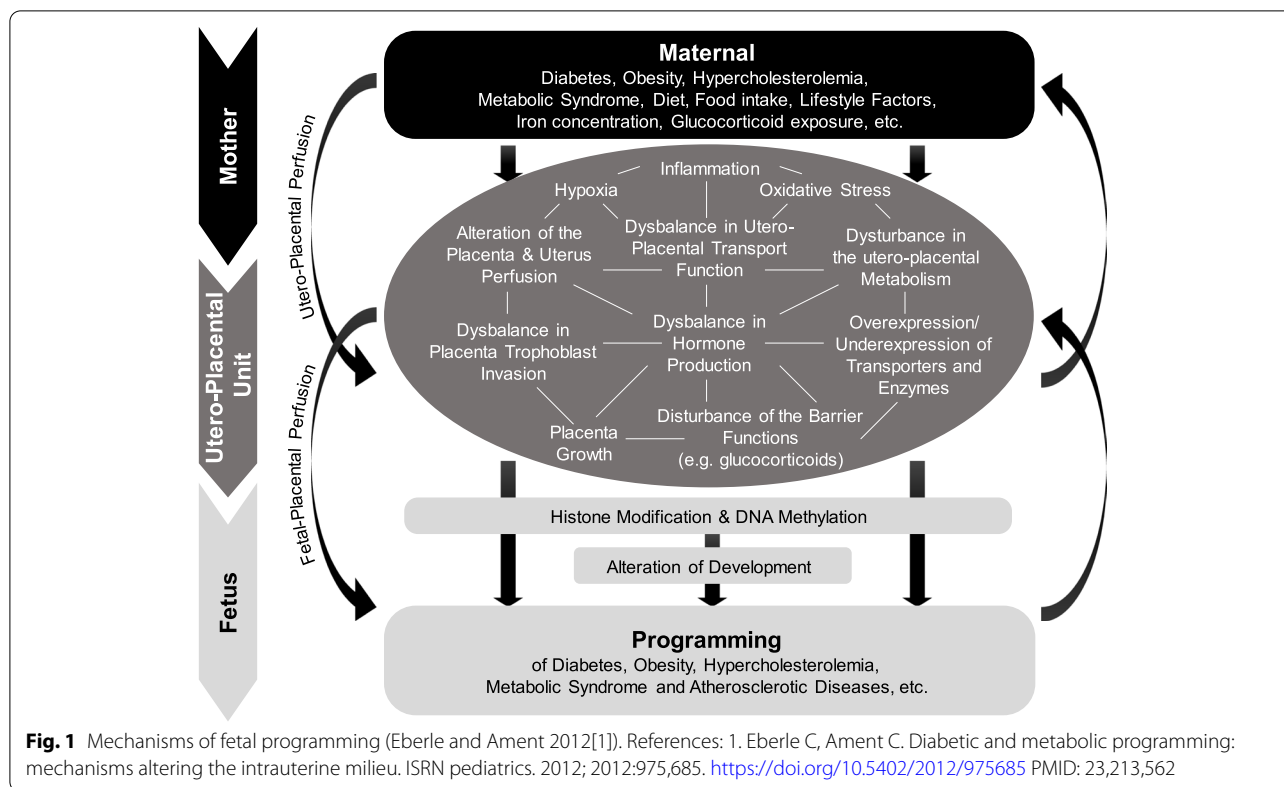 Mother
Utero-Placental
Unit
Fetus
Utero-Placental Perfusion
Fetal-Placental Perfusion
Maternal
Diabetes, Obesity, Hypercholesterolemia,
Metabolic Syndrome, Diet, Food intake, Lifestyle Factors,
Iron concentration, Glucocorticoid exposure, etc.
Inflammation
Hypoxia
Oxidative Stress
Alteration of the
Placenta & Uterus
Perfusion
Dysbalance in Utero-
Placental Transport
Function
Dysturbance in
the utero-placental
Metabolism
Dysbalance in
Placenta Trophoblast
Invasion
Dysbalance in
Hormone
Production
Overexpression/
Underexpression of
Transporters and
Enzymes
Placenta
Growth
Disturbance of the Barrier
Functions
(e.g. glucocorticoids)
Histone Modification & DNA Methylation
Alteration of Development
Programming
of Diabetes, Obesity, Hypercholesterolemia,
Metabolic Syndrome and Atherosclerotic Diseases, etc.
Fig. 1 Mechanisms of fetal programming (Eberle and Ament 2012[1]). References: 1. Eberle C, Ament C. Diabetic and metabolic programming:
mechanisms altering the intrauterine milieu. ISRN pediatrics. 2012; 2012:975,685. https://doi.org/10.5402/2012/975685 PMID: 23,213,562